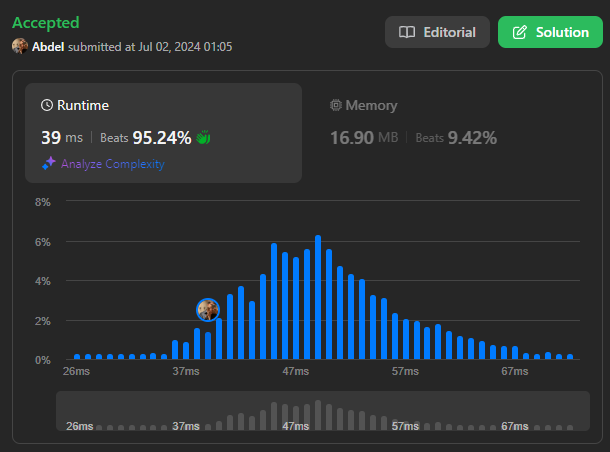 Accepted
Abdel submitted at Jul 02, 2024 01:05
Editorial
Solution
Runtime
39 ms | Beats 95.24%
Analyze Complexity
Memory
16.90 MB | Beats 9.42%
8%
6%
4%
2%
0%
26ms 37ms 47ms 57ms 67ms
26ms 37ms 47ms 57ms 67ms